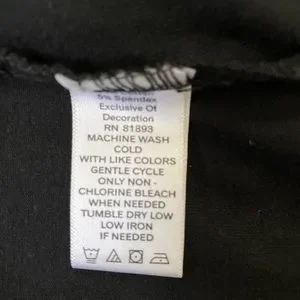 5% Spandex
Exclusive Of
Decoration
RN 81893
MACHINE WASH
COLD
WITH LIKE COLORS
GENTLE CYCLE
ONLY NON -
CHLORINE BLEACH
WHEN NEEDED
TUMBLE DRY LOW
LOW IRON
IF NEEDED